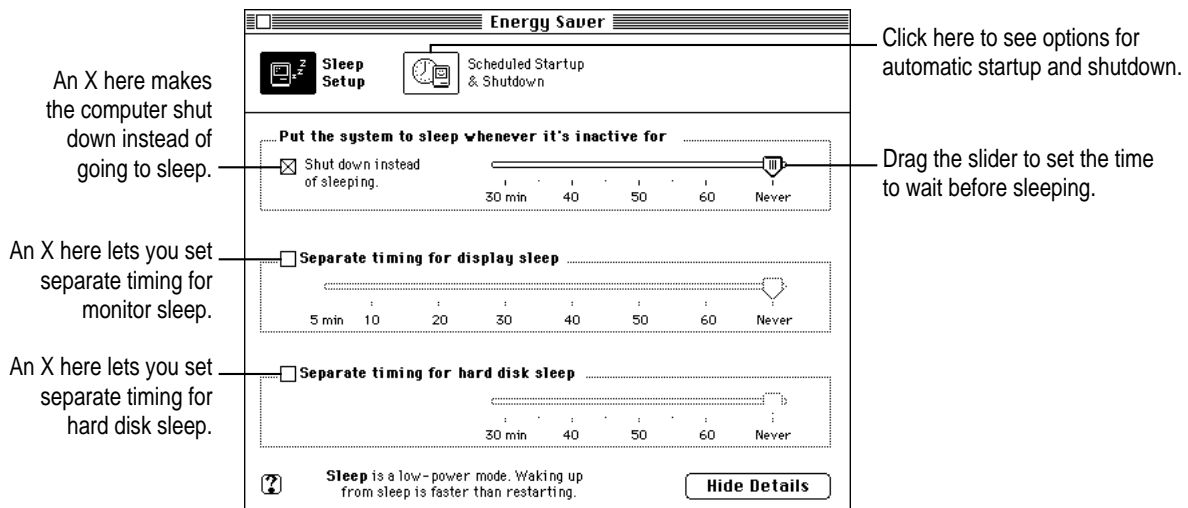 Energy Saver
Sleep
Setup
Scheduled Startup
& Shutdown
Click here to see options for
automatic startup and shutdown.
An X here makes
the computer shut
down instead of
going to sleep.
Put the system to sleep whenever it's inactive for
Shut down instead
of sleeping.
30 min 40 50 60 Never
Drag the slider to set the time
to wait before sleeping.
An X here lets you set
separate timing for
monitor sleep.
Separate timing for display sleep
5 min 10 20 30 40 50 60 Never
An X here lets you set
separate timing for
hard disk sleep.
Separate timing for hard disk sleep
30 min 40 50 60 Never
?
Sleep is a low-power mode. Waking up
from sleep is faster than restarting.
Hide Details